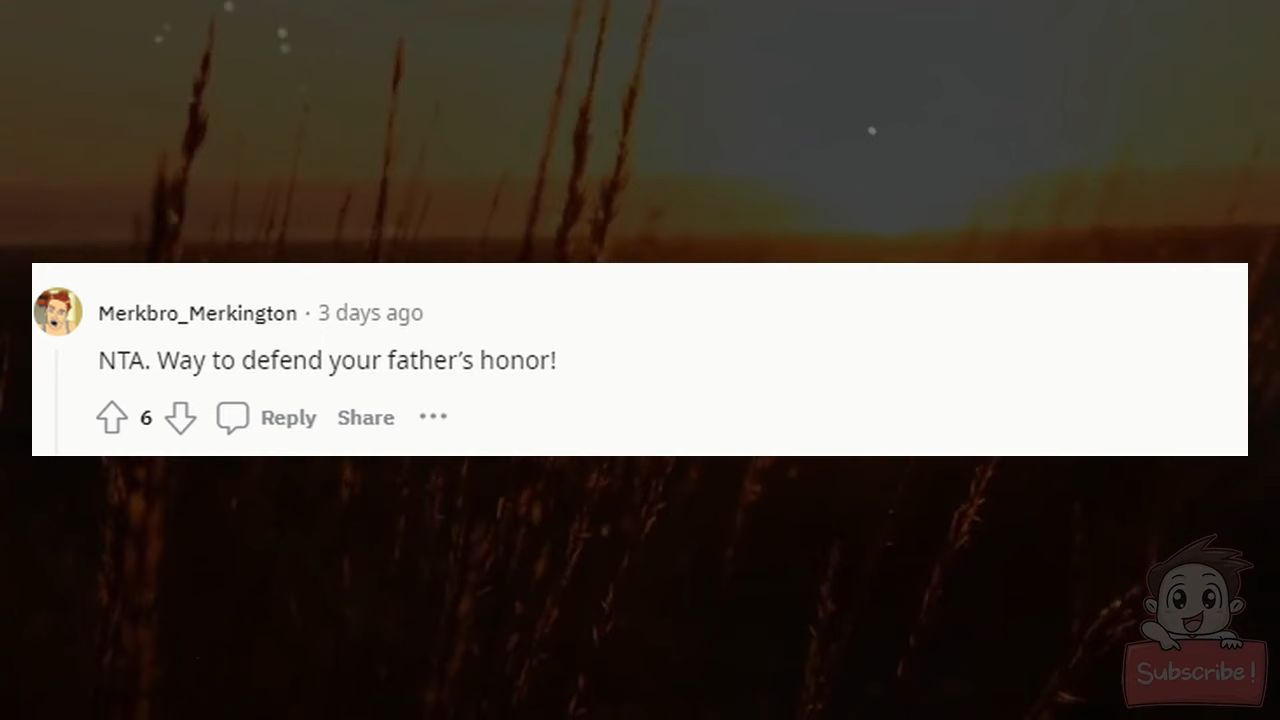 Merkbro_Merkington · 3 days ago
NTA. Way to defend your father’s honor!
6 Reply Share ···
Subscribe!